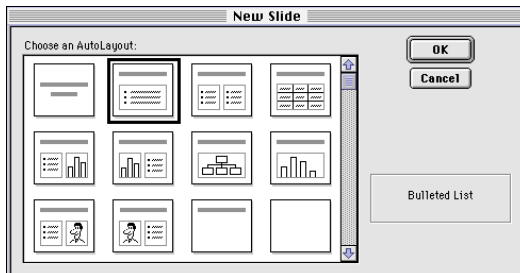 New Slide
Choose an AutoLayout:
OK
Cancel
Bulleted List